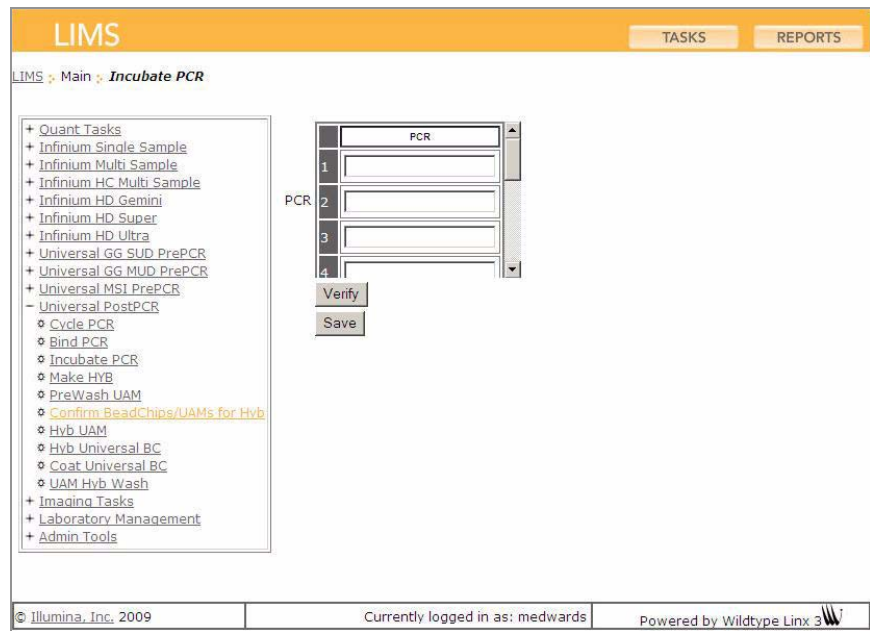 LIMS
TASKS REPORTS
LIMS Main Incubate PCR
+ Quant Tasks
+ Infinium Single Sample
+ Infinium Multi Sample
+ Infinium HC Multi Sample
+ Infinium HD Gemini
+ Infinium HD Super
+ Infinium HD Ultra
+ Universal GG SUD PrePCR
+ Universal GG MUD PrePCR
+ Universal MSI PrePCR
− Universal PostPCR
Cycle PCR
Bind PCR
Incubate PCR
Make HYB
PreWash UAM
Confirm BeadChips/UAMs for Hyb
Hyb UAM
Hyb Universal BC
Coat Universal BC
UAM Hyb Wash
+ Imaging Tasks
+ Laboratory Management
+ Admin Tools
PCR
PCR
1
2
3
4
Verify
Save
© Illumina, Inc. 2009
Currently logged in as: medwards
Powered by Wildtype Linx 3